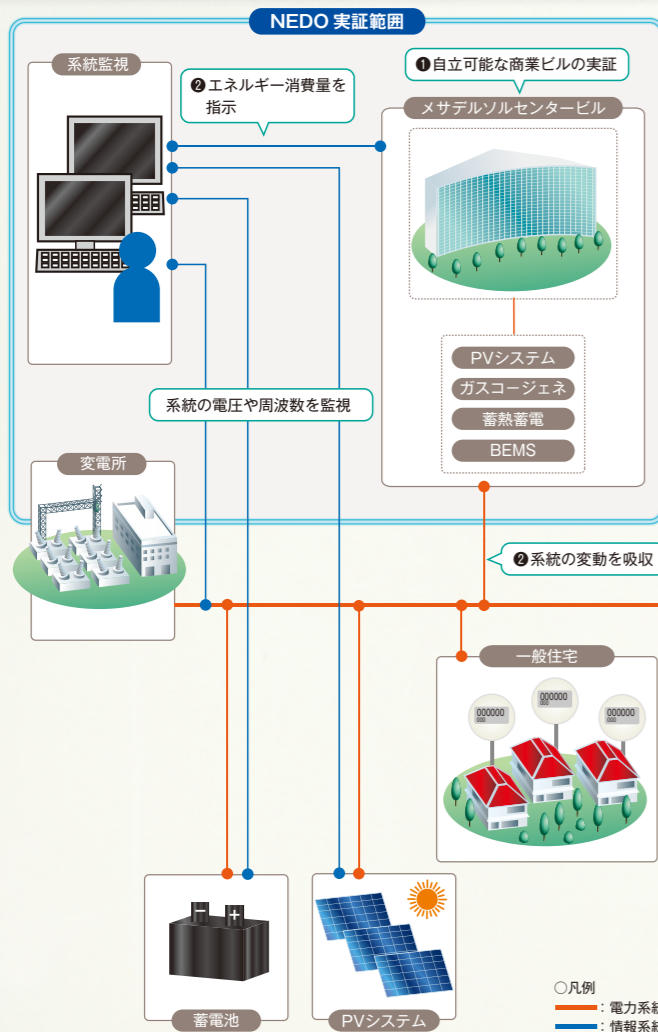 NEDO 実証範囲
系統監視
❷エネルギー消費量を
指示
❶自立可能な商業ビルの実証
メサデルソルセンタービル
PVシステム
ガスコージェネ
蓄熱蓄電
BEMS
系統の電圧や周波数を監視
変電所
❷系統の変動を吸収
一般住宅
000000
000
000000
000
000000
000
蓄電池
PVシステム
○凡例
：電力系統
：情報系統